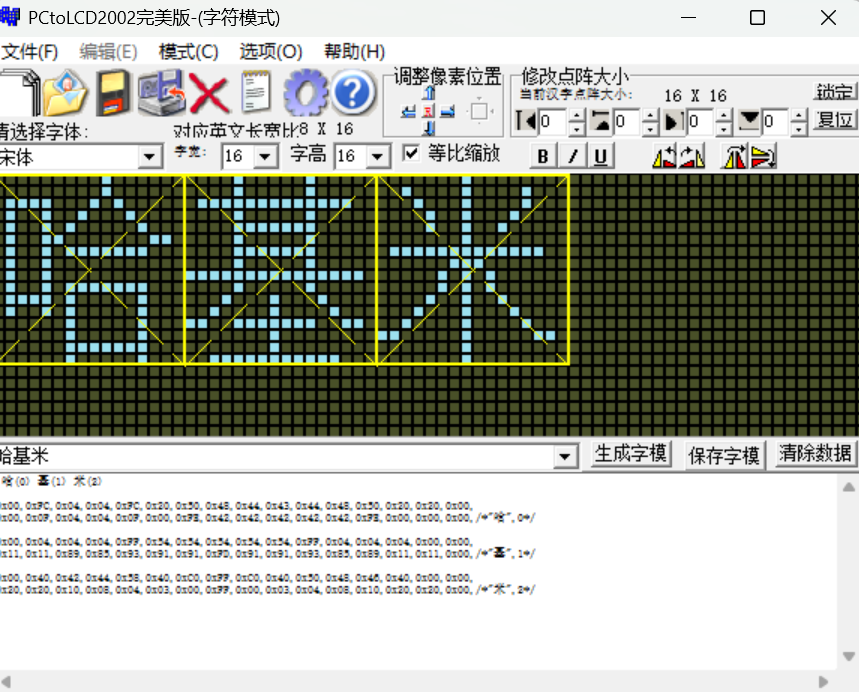 PCtoLCD2002完美版-(字符模式)
文件(F) 编辑(E) 模式(C) 选项(O) 帮助(H)
调整像素位置 修改点阵大小
当前汉字点阵大小: 16 X 16 锁定
请选择字体: 对应英文长宽比8 X 16 0 0 0 0 复位
宋体 字宽: 16 字高 16 等比缩放 B I U
哈基米 生成字模 保存字模 清除数据
哈(0) 基(1) 米(2)
0x00,0xFC,0x04,0x04,0xFC,0x20,0x50,0x48,0x44,0x43,0x44,0x48,0x50,0x20,0x20,0x00,
0x00,0x0F,0x04,0x04,0x0F,0x00,0xFE,0x42,0x42,0x42,0x42,0x42,0xFE,0x00,0x00,0x00,/*"哈",0*/
0x00,0x04,0x04,0x04,0xFF,0x54,0x54,0x54,0x54,0x54,0xFF,0x04,0x04,0x04,0x00,0x00,
0x11,0x11,0x89,0x85,0x93,0x91,0x91,0xFD,0x91,0x91,0x93,0x85,0x89,0x11,0x11,0x00,/*"基",1*/
0x00,0x40,0x42,0x44,0x58,0x40,0xC0,0xFF,0xC0,0x40,0x50,0x48,0x46,0x40,0x00,0x00,
0x20,0x20,0x10,0x08,0x04,0x03,0x00,0xFF,0x00,0x03,0x04,0x08,0x10,0x20,0x20,0x00,/*"米",2*/